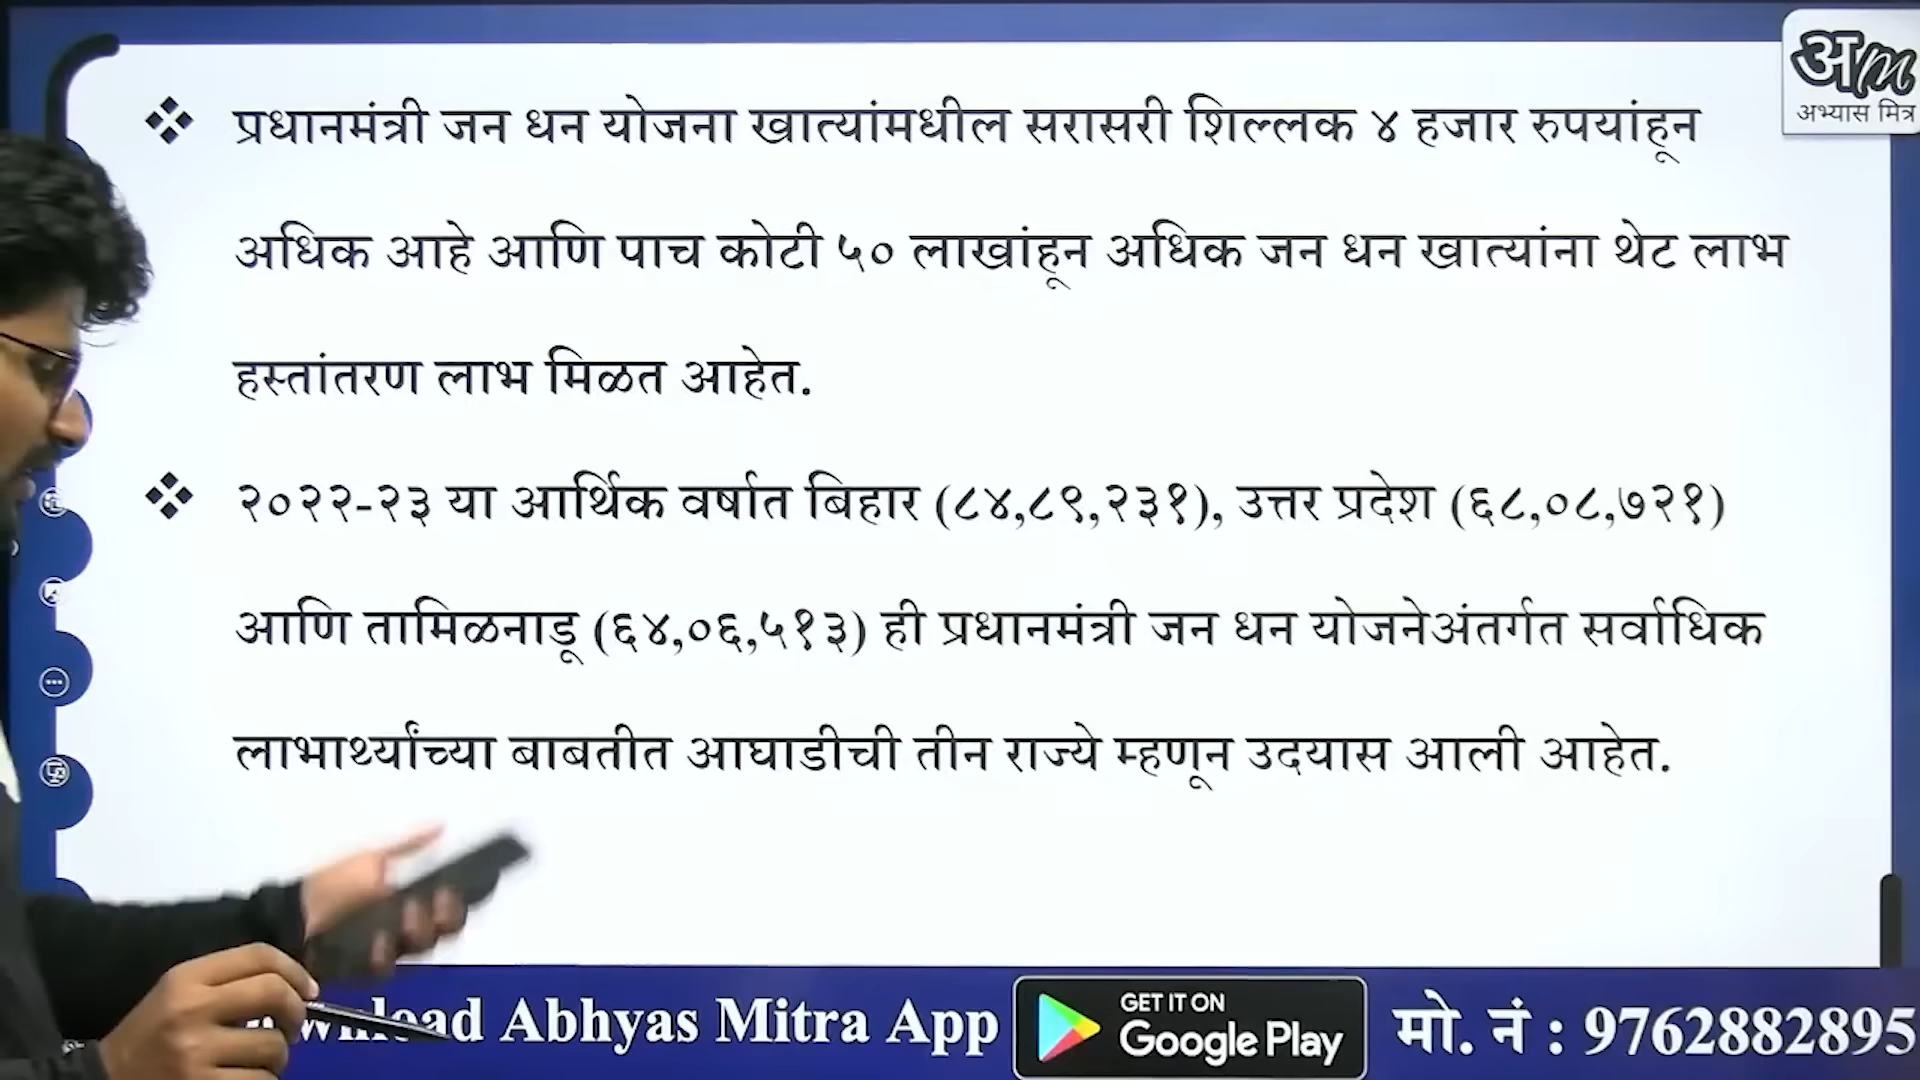 अm
अभ्यास मित्र
❖ प्रधानमंत्री जन धन योजना खात्यांमधील सरासरी शिल्लक ४ हजार रुपयांहून
अधिक आहे आणि पाच कोटी ५० लाखांहून अधिक जन धन खात्यांना थेट लाभ
हस्तांतरण लाभ मिळत आहेत.
❖ २०२२-२३ या आर्थिक वर्षात बिहार (८४,८९,२३१), उत्तर प्रदेश (६८,०८,७२१)
आणि तामिळनाडू (६४,०६,५१३) ही प्रधानमंत्री जन धन योजनेअंतर्गत सर्वाधिक
लाभार्थ्यांच्या बाबतीत आघाडीची तीन राज्ये म्हणून उदयास आली आहेत.
Abhyas Mitra App GET IT ON Google Play मो. नं : 9762882895